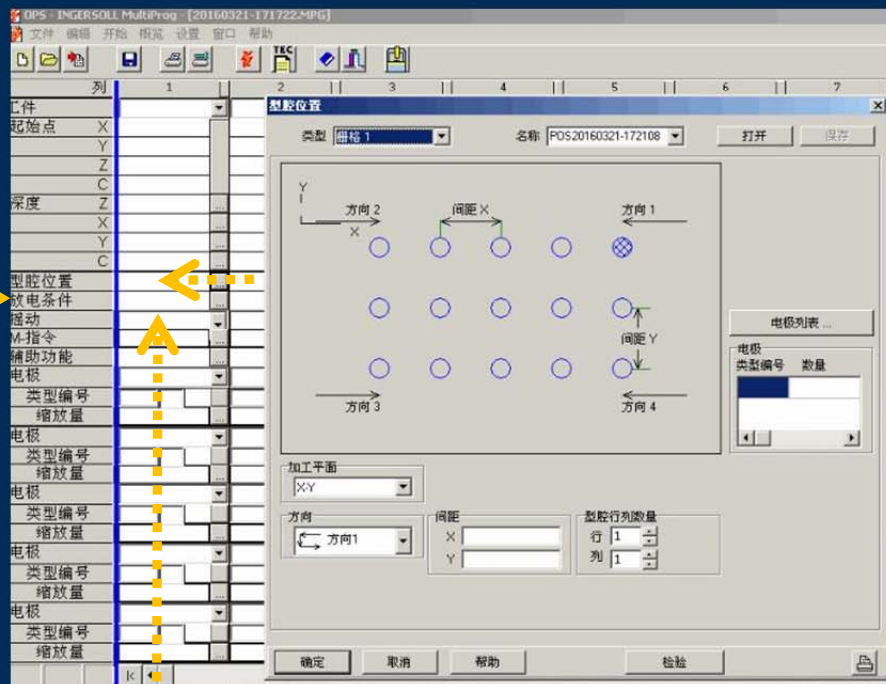 OPS - INGERSOLL MultiProg - [20160321-171722.MPG]
文件 编辑 开始 概览 设置 窗口 帮助
TEC
列 1 2 3 4 5 6 7
工件
起始点 X
Y
Z
C
深度 Z
X
Y
C
型腔位置
放电条件
摇动
M-指令
辅助功能
电极
类型编号
缩放量
电极
类型编号
缩放量
电极
类型编号
缩放量
电极
类型编号
缩放量
电极
类型编号
缩放量
型腔位置
类型 栅格 1 名称 POS20160321-172108 打开 保存
Y
X
方向 2 间距 X 方向 1
间距 Y
方向 3 方向 4
电极列表 ...
电极
类型编号 数量
加工平面
X-Y
方向
方向1
间距
X
Y
型腔行列数量
行 1
列 1
确定 取消 帮助 检验